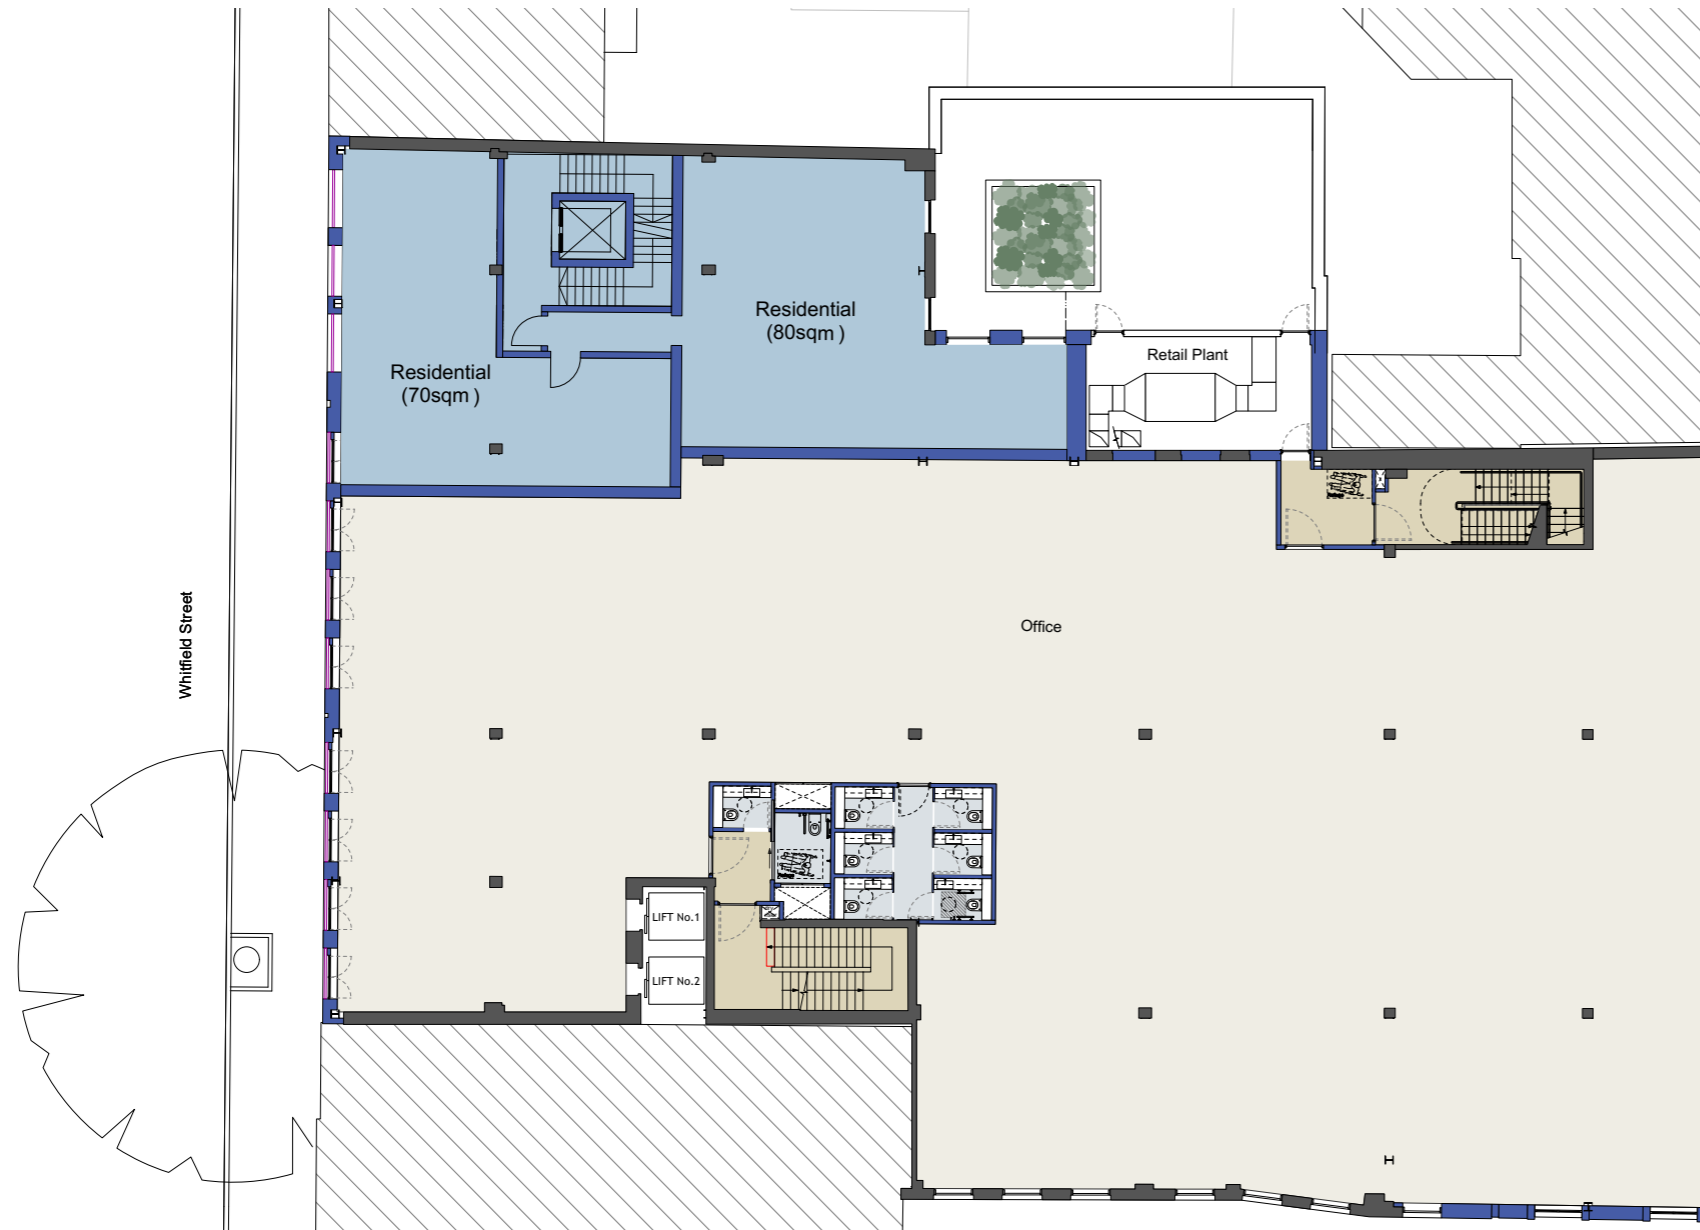 Residential
(80sqm )
Retail Plant
Residential
(70sqm )
Whitfield Street
Office
LIFT No.1
LIFT No.2